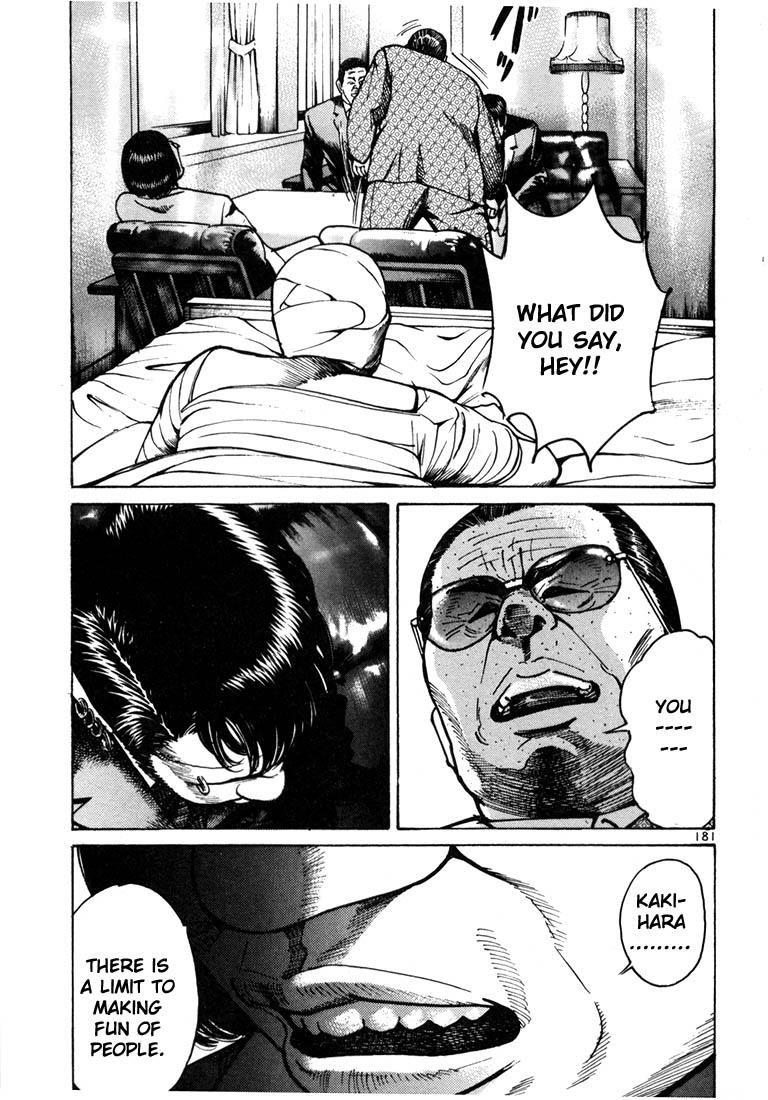 WHAT DID
YOU SAY,
HEY!!
YOU
----
---
181
KAKI-
HARA
.........
THERE IS
A LIMIT TO
MAKING
FUN OF
PEOPLE.